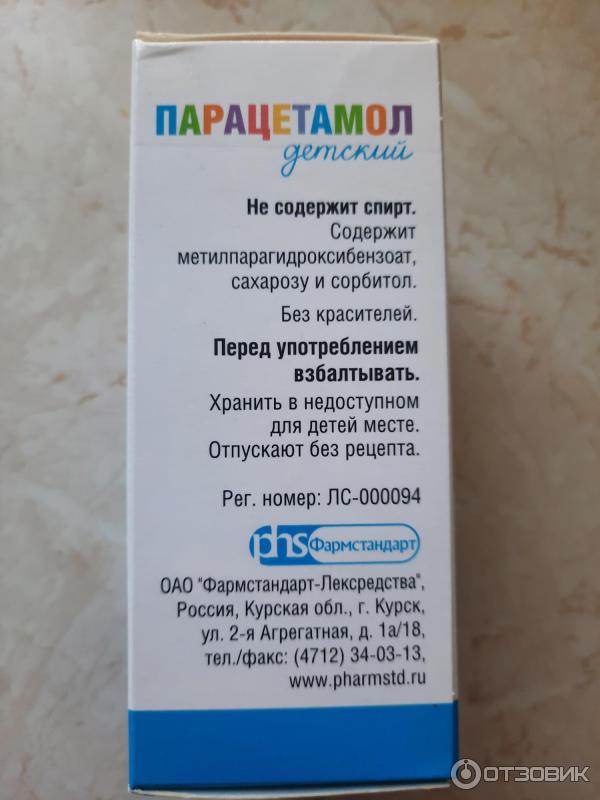 ПАРАЦЕТАМОЛ
детский
Не содержит спирт.
Содержит
метилпарагидроксибензоат,
сахарозу и сорбитол.
Без красителей.
Перед употреблением
взбалтывать.
Хранить в недоступном
для детей месте.
Отпускают без рецепта.
Рег. номер: ЛС-000094
phs Фармстандарт
ОАО "Фармстандарт-Лексредства",
Россия, Курская обл., г. Курск,
ул. 2-я Агрегатная, д. 1а/18,
тел./факс: (4712) 34-03-13,
www.pharmstd.ru
ОТЗОВИК